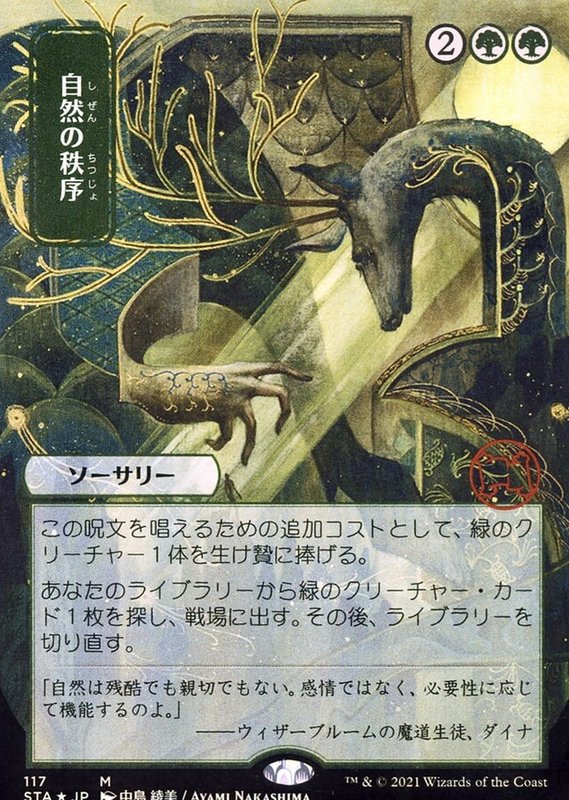 自然の秩序
し ぜん ちつじょ
2
ソーサリー
この呪文を唱えるための追加コストとして、緑のク
リーチャー１体を生け贄に捧げる。
あなたのライブラリーから緑のクリーチャー・カー
ド１枚を探し、戦場に出す。その後、ライブラリーを
切り直す。
「自然は残酷でも親切でもない。感情ではなく、必要性に応じ
て機能するのよ。」
──ウィザーブルームの魔道生徒、ダイナ
117 M
STA ★ JP 中島 綾美 / AYAMI NAKASHIMA
™ & © 2021 Wizards of the Coast